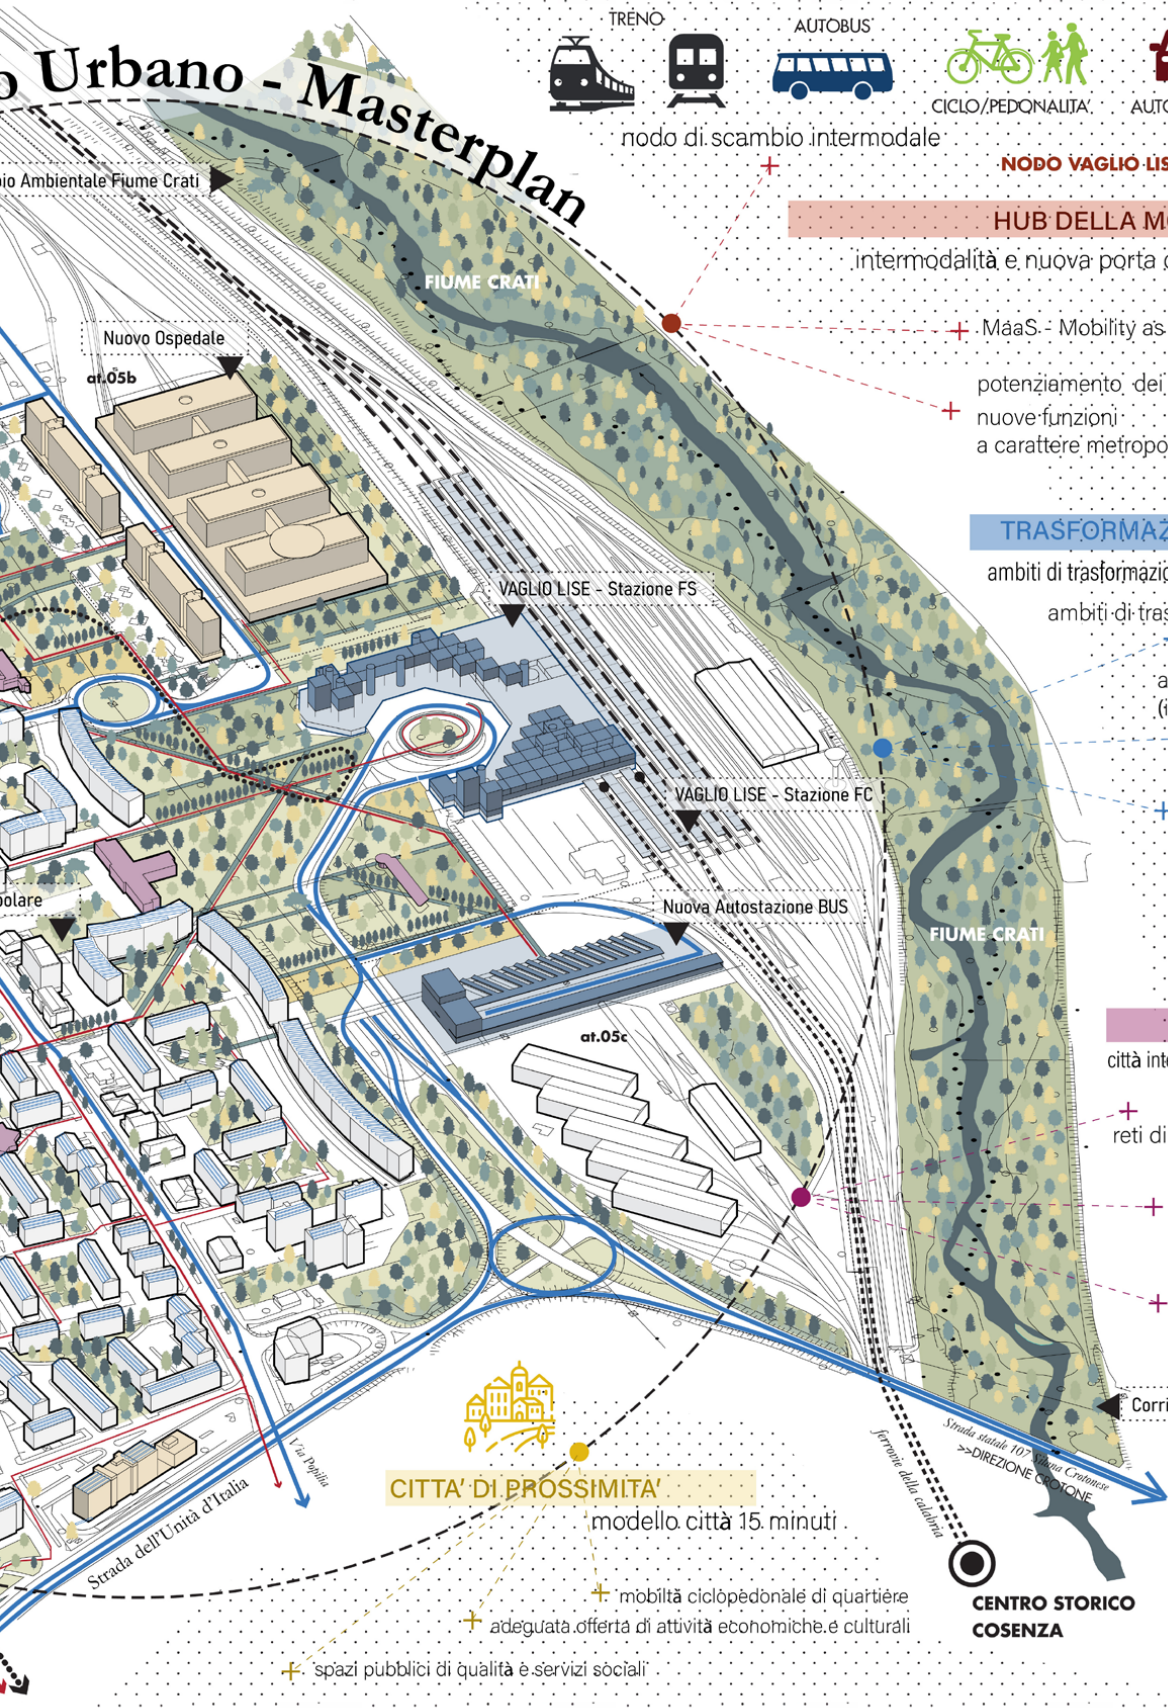 o Urbano - Masterplan
TRENO
AUTOBUS
CICLO/PEDONALITA'
AUTO
nodo di scambio intermodale
NODO VAGLIO LIS
HUB DELLA MO
intermodalità e nuova porta d
MaaS - Mobility as
potenziamento dei
nuove funzioni
a carattere metropo
io Ambientale Fiume Crati
FIUME CRATI
Nuovo Ospedale
at.05b
TRASFORMAZ
ambiti di trasformazio
ambiti di tras
a
(t
VAGLIO LISE - Stazione FS
VAGLIO LISE - Stazione FC
Nuova Autostazione BUS
olare
FIUME CRATI
at.05c
città inte
reti di
Corri
Strada statale 107 Silana Crotonese
>>DIREZIONE CROTONE
ferrovie della calabria
Via Popilia
Strada dell'Unità d'Italia
CITTA' DI PROSSIMITA'
modello città 15 minuti
mobiltà ciclopedonale di quartiere
adeguata offerta di attività economiche e culturali
spazi pubblici di qualità e servizi sociali
CENTRO STORICO
COSENZA